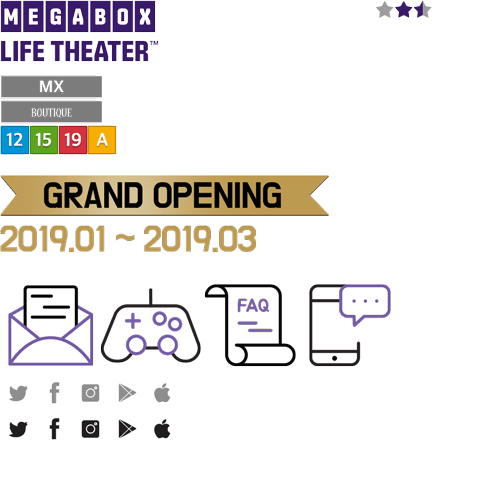 MEGABOX
LIFE THEATER™
MX
BOUTIQUE
12 15 19 A
GRAND OPENING
2019.01 ~ 2019.03
FAQ